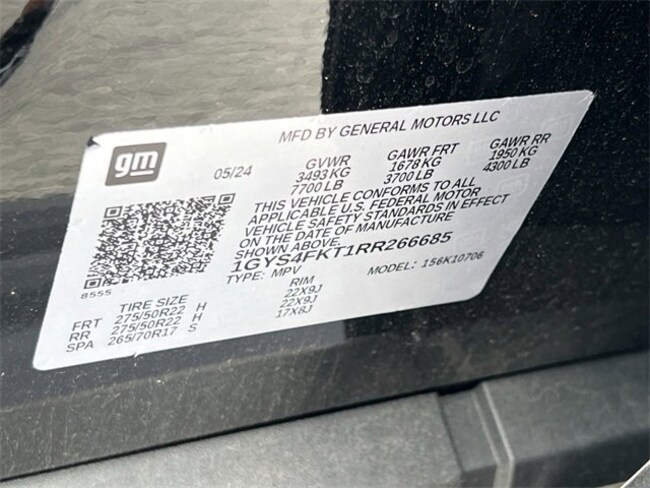 MFD BY GENERAL MOTORS LLC
gm
05/24 GVWR GAWR FRT GAWR RR
3493 KG 1678 KG 1950 KG
7700 LB 3700 LB 4300 LB
THIS VEHICLE CONFORMS TO ALL
APPLICABLE U.S. FEDERAL MOTOR
VEHICLE SAFETY STANDARDS IN EFFECT
ON THE DATE OF MANUFACTURE
SHOWN ABOVE.
1GYS4FKT1RR266685
TYPE: MPV MODEL: 156K10706
8555
TIRE SIZE RIM
FRT 275/50R22 H 22X9J
RR 275/50R22 H 22X9J
SPA 265/70R17 S 17X8J